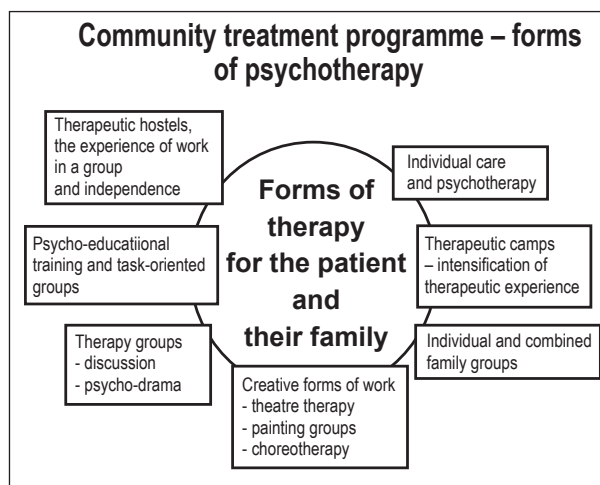 Community treatment programme – forms
of psychotherapy
Therapeutic hostels,
the experience of work
in a group
and independence
Individual care
and psychotherapy
Forms of
therapy
for the patient
and
their family
Psycho-educational
training and task-oriented
groups
Therapeutic camps
– intensification of
therapeutic experience
Therapy groups
- discussion
- psycho-drama
Individual and combined
family groups
Creative forms of work
- theatre therapy
- painting groups
- choreotherapy